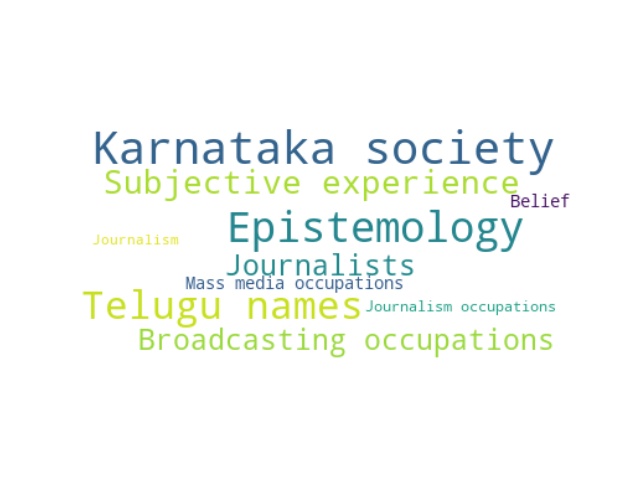 Karnataka society
Subjective experience
Belief
Epistemology
Journalism
Journalists
Mass media occupations
Telugu names
Journalism occupations
Broadcasting occupations